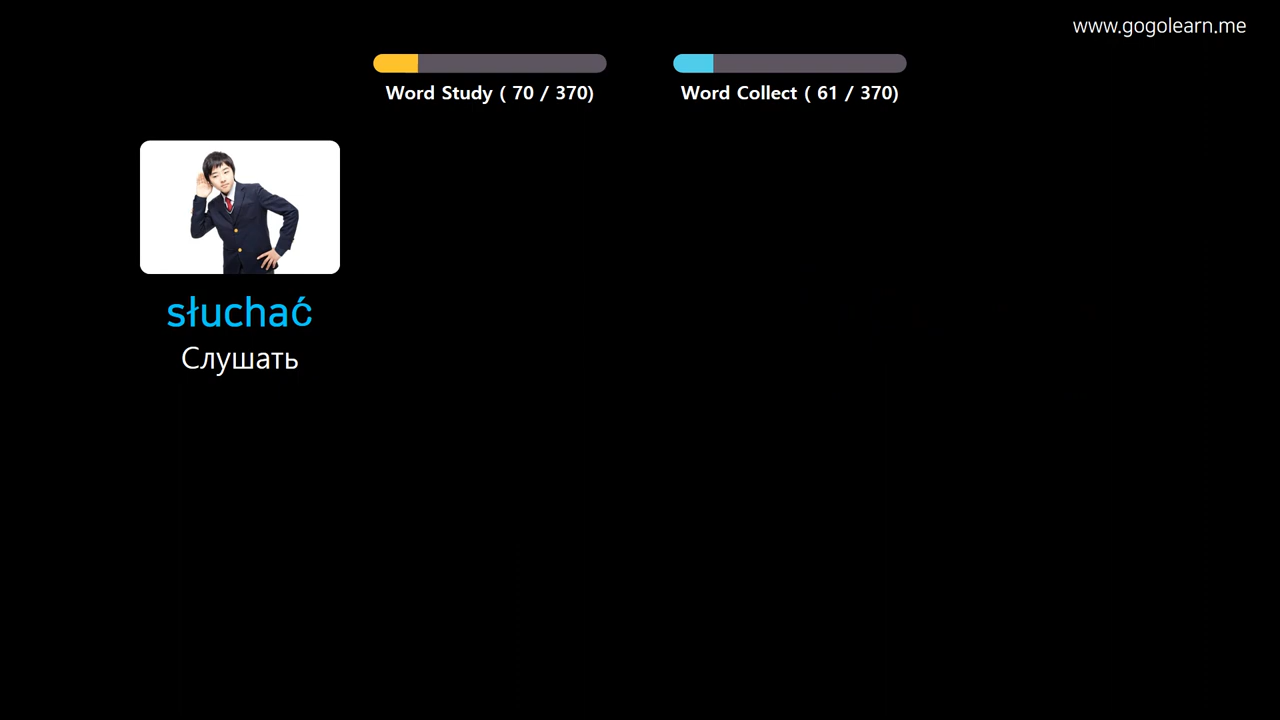 www.gogolearn.me
Word Study ( 70 / 370)
Word Collect ( 61 / 370)
słuchać
Слушать